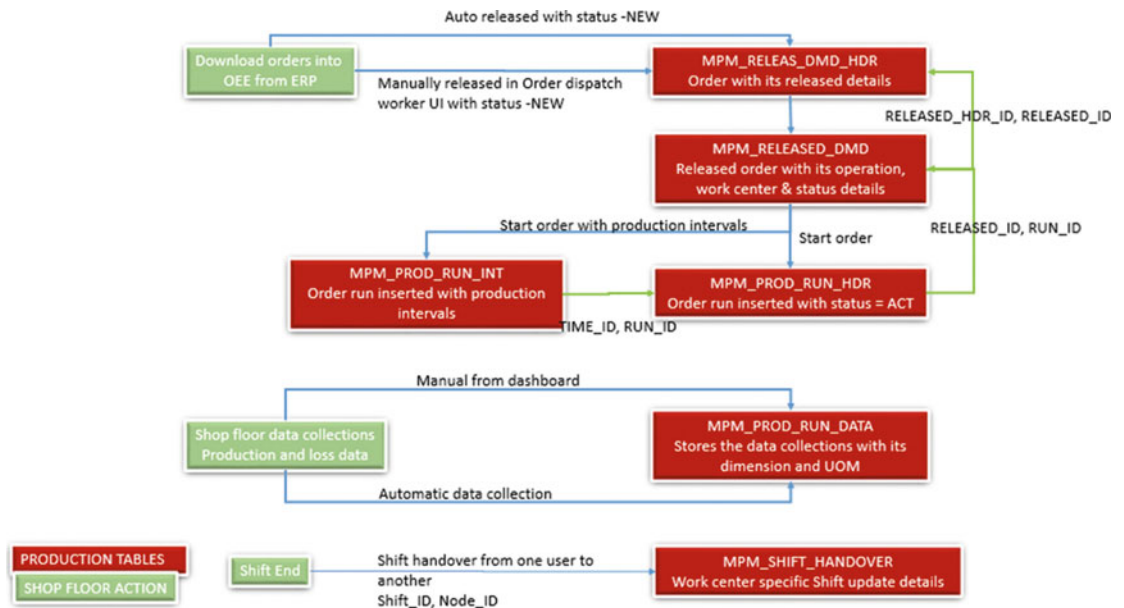 Auto released with status -NEW
Download orders into
OEE from ERP
MPM_RELEAS_DMD_HDR
Order with its released details
Manually released in Order dispatch
worker UI with status -NEW
RELEASED_HDR_ID, RELEASED_ID
MPM_RELEASED_DMD
Released order with its operation,
work center & status details
Start order with production intervals
Start order
RELEASED_ID, RUN_ID
MPM_PROD_RUN_INT
Order run inserted with production
intervals
MPM_PROD_RUN_HDR
Order run inserted with status = ACT
TIME_ID, RUN_ID
Manual from dashboard
Shop floor data collections
Production and loss data
MPM_PROD_RUN_DATA
Stores the data collections with its
dimension and UOM
Automatic data collection
PRODUCTION TABLES
SHOP FLOOR ACTION
Shift End
Shift handover from one user to
another
Shift_ID, Node_ID
MPM_SHIFT_HANDOVER
Work center specific Shift update details